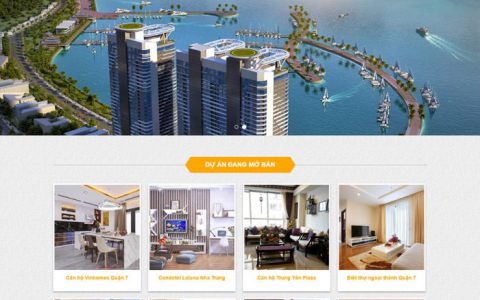 DỰ ÁN ĐANG MỞ BÁN
Căn hộ Vinhomes Quận 7
Condotel Laluna Nha Trang
Căn hộ Trung Yên Plaza
Biệt thự ngoại thành Quận 7